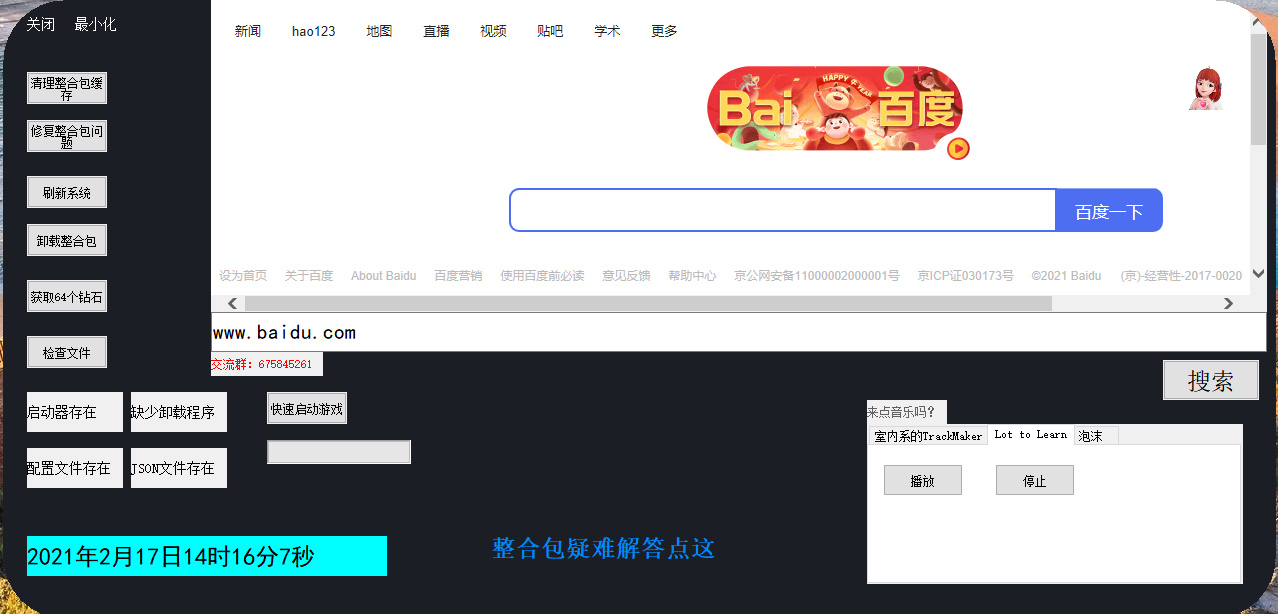 关闭 最小化
新闻 hao123 地图 直播 视频 贴吧 学术 更多
清理整合包缓
存
HAPPY 牛 YEAR
Bai 百度
修复整合包问
题
刷新系统
百度一下
卸载整合包
设为首页 关于百度 About Baidu 百度营销 使用百度前必读 意见反馈 帮助中心 京公网安备11000002000001号 京ICP证030173号 ©2021 Baidu (京)-经营性-2017-0020
获取64个钻石
www.baidu.com
检查文件
交流群: 675845261
搜索
启动器存在 缺少卸载程序 快速启动游戏
来点音乐吗?
室内系的TrackMaker Lot to Learn 泡沫
配置文件存在 JSON文件存在
播放 停止
整合包疑难解答点这
2021年2月17日14时16分7秒